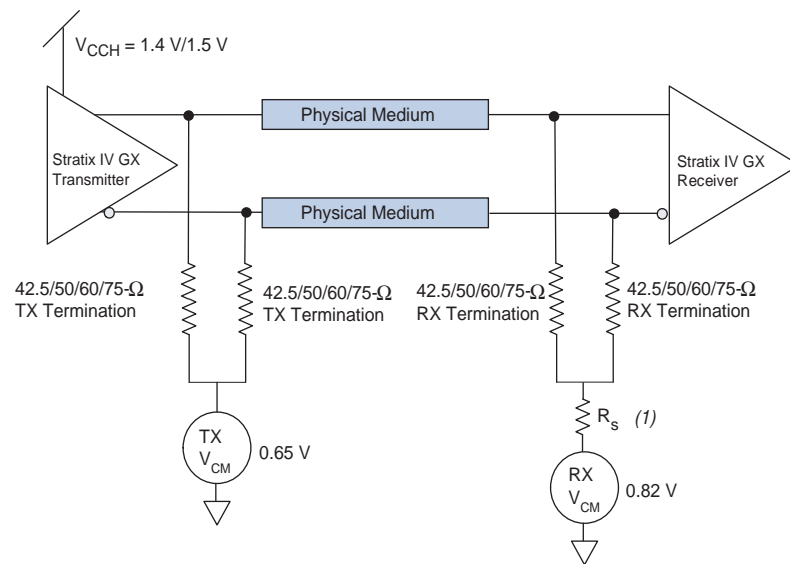 V_CCH = 1.4 V/1.5 V
Physical Medium
Stratix IV GX
Transmitter
Stratix IV GX
Receiver
Physical Medium
42.5/50/60/75-Ω
TX Termination
42.5/50/60/75-Ω
TX Termination
42.5/50/60/75-Ω
RX Termination
42.5/50/60/75-Ω
RX Termination
R_s (1)
TX
V_CM
0.65 V
RX
V_CM
0.82 V